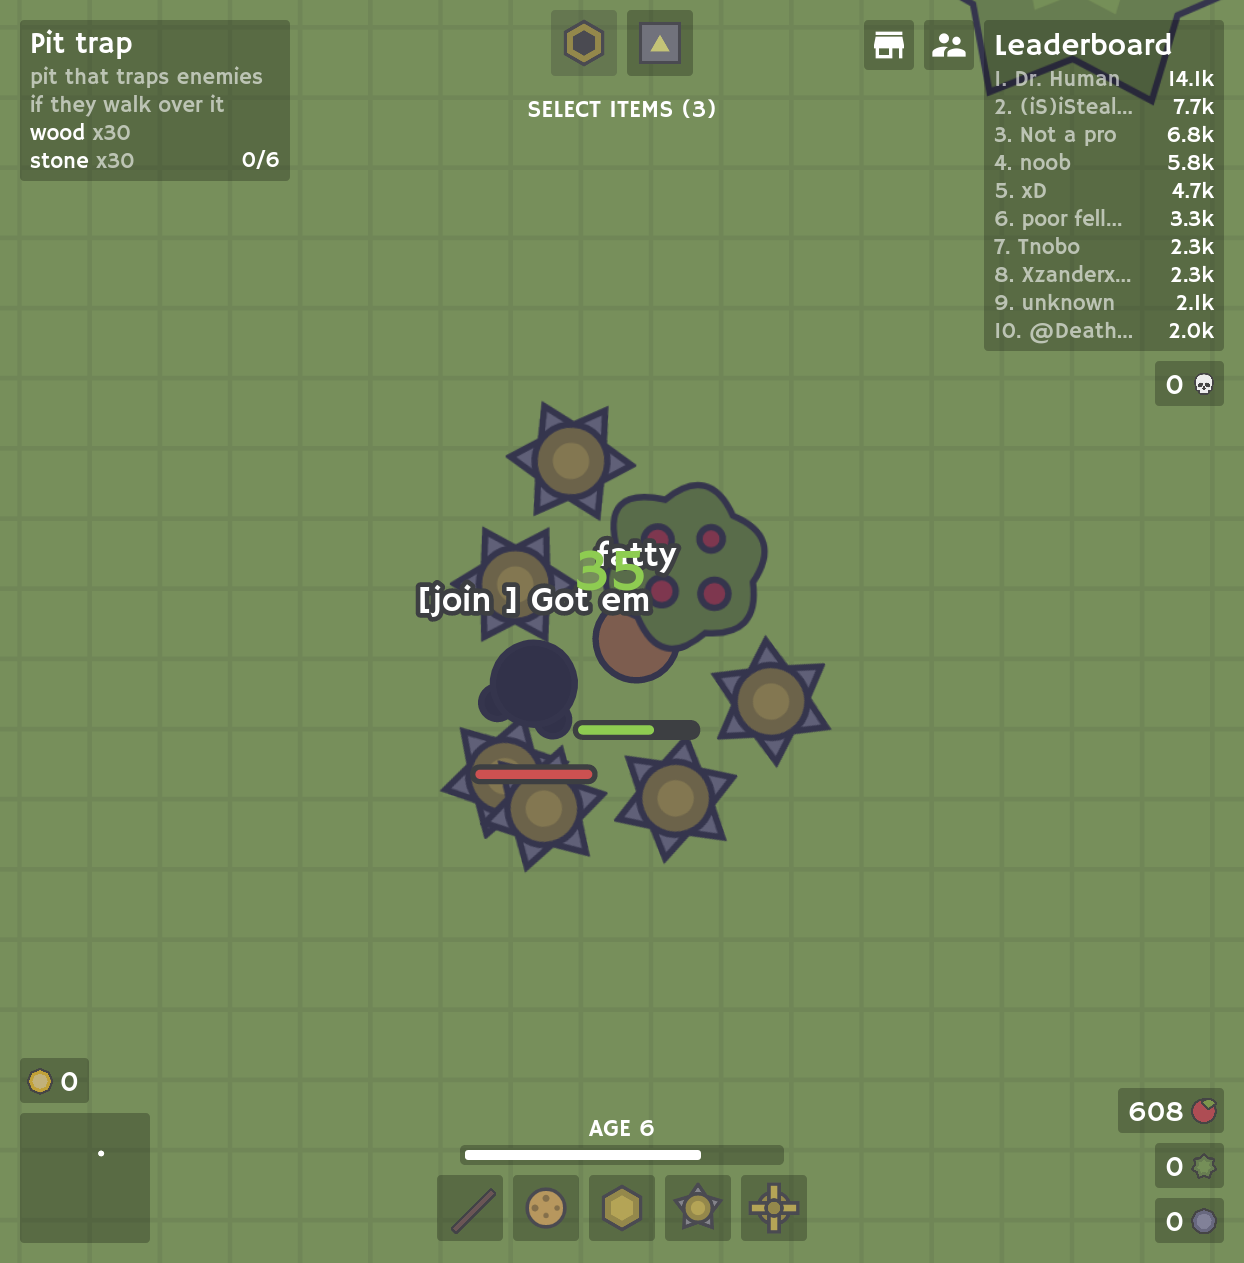 Pit trap
pit that traps enemies
if they walk over it
wood x30
stone x30 0/6
SELECT ITEMS (3)
Leaderboard
1. Dr. Human 14.1k
2. (iS)iSteal... 7.7k
3. Not a pro 6.8k
4. noob 5.8k
5. xD 4.7k
6. poor fell... 3.3k
7. Tnobo 2.3k
8. Xzanderx... 2.3k
9. unknown 2.1k
10. @Death... 2.0k
0
fatty
35
[join ] Got em
0
608
0
0
AGE 6